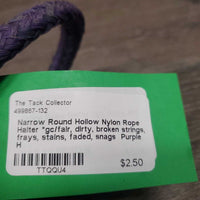 The Tack Collector
499857-132
Narrow Round Hollow Nylon Rope
Halter *gc/fair, dirty, broken strings,
frays, stains, faded, snags Purple
H
$2.50
TTQQU4